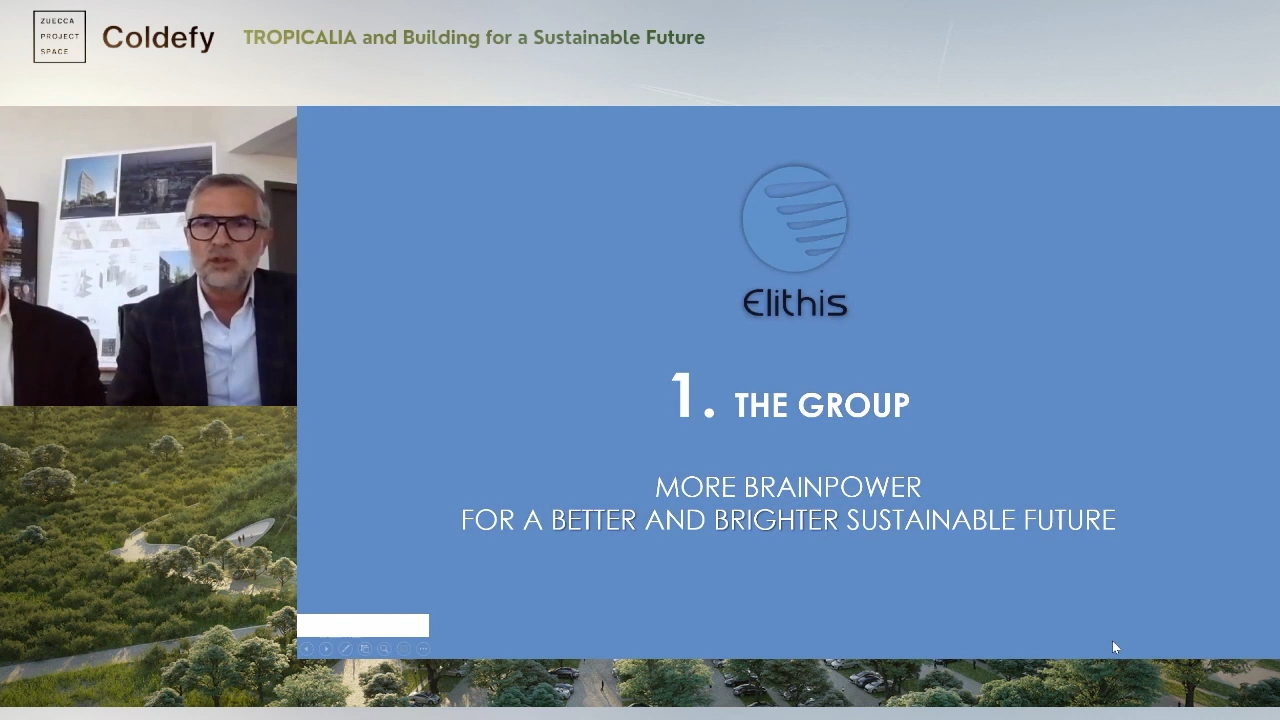 ZUECCA
PROJECT
SPACE
Coldefy
TROPICALIA and Building for a Sustainable Future
Elithis
1. THE GROUP
MORE BRAINPOWER
FOR A BETTER AND BRIGHTER SUSTAINABLE FUTURE